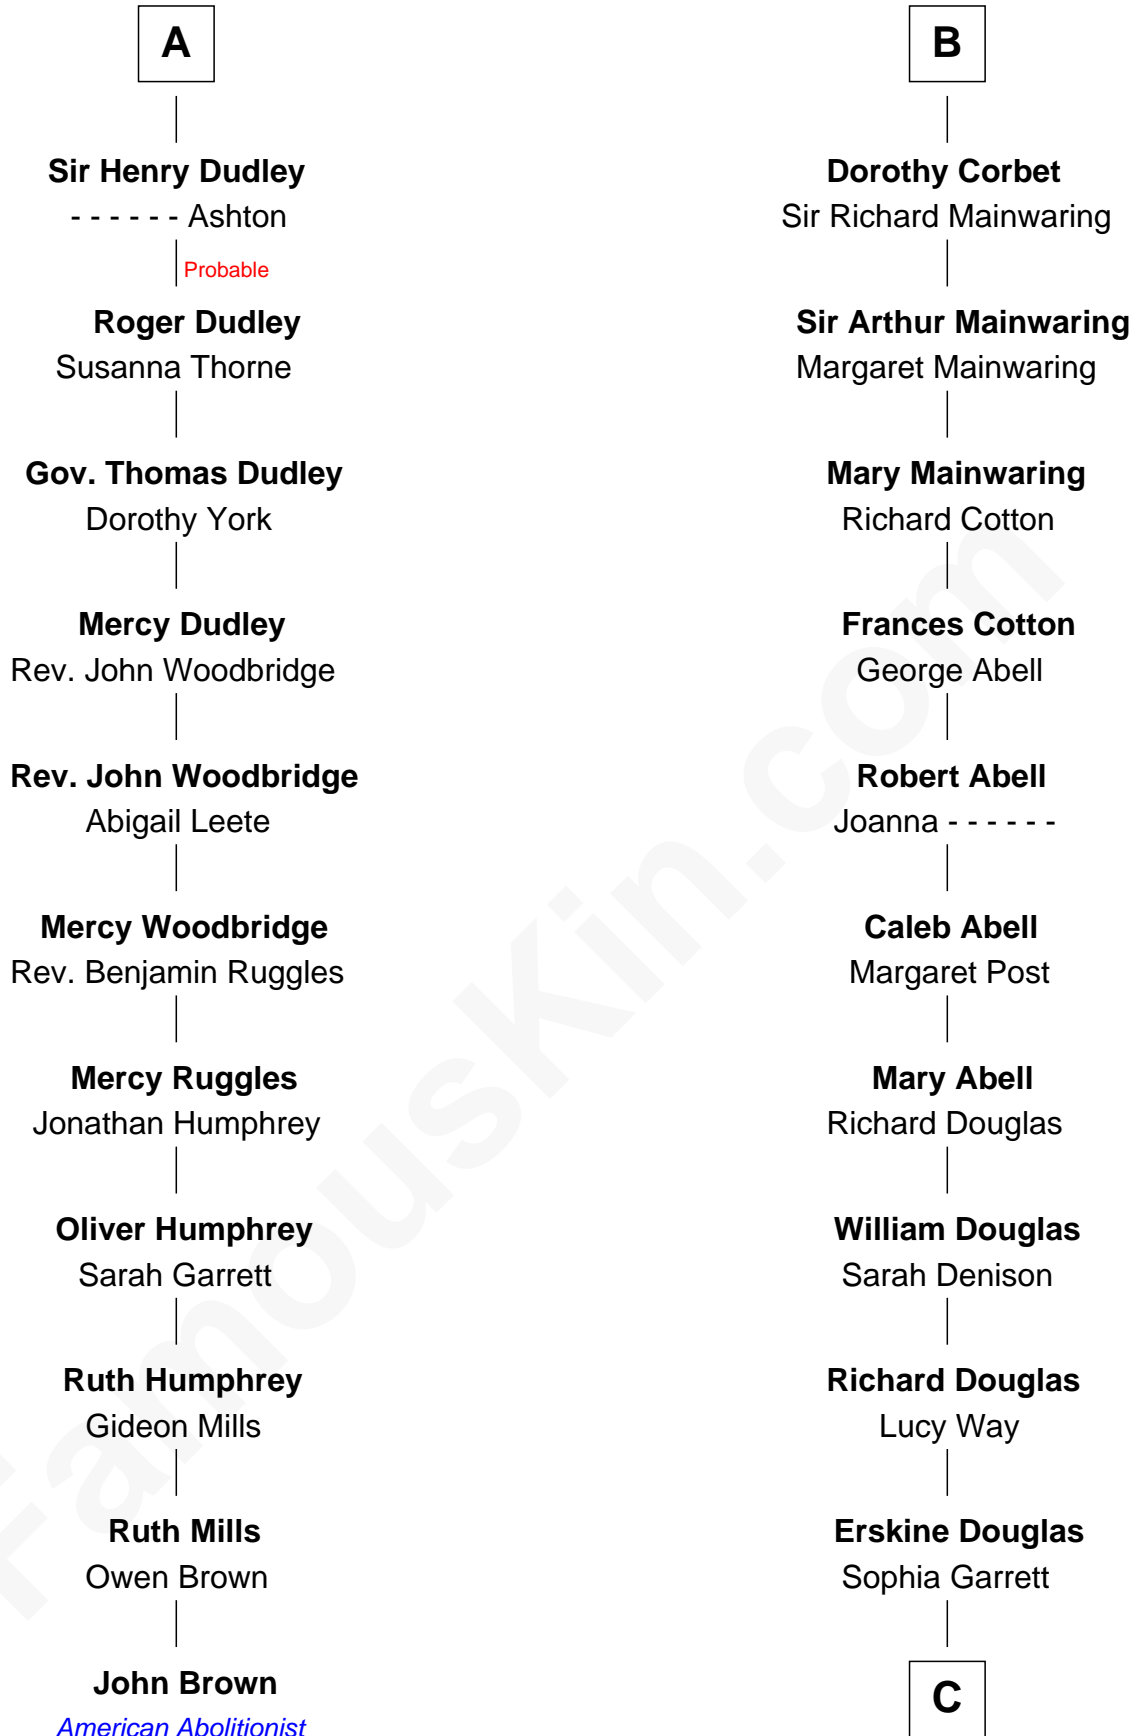 A
Sir Henry Dudley
- - - - - - Ashton
Probable
Roger Dudley
Susanna Thorne
Gov. Thomas Dudley
Dorothy York
Mercy Dudley
Rev. John Woodbridge
Rev. John Woodbridge
Abigail Leete
Mercy Woodbridge
Rev. Benjamin Ruggles
Mercy Ruggles
Jonathan Humphrey
Oliver Humphrey
Sarah Garrett
Ruth Humphrey
Gideon Mills
Ruth Mills
Owen Brown
John Brown
American Abolitionist
B
Dorothy Corbet
Sir Richard Mainwaring
Sir Arthur Mainwaring
Margaret Mainwaring
Mary Mainwaring
Richard Cotton
Frances Cotton
George Abell
Robert Abell
Joanna - - - - - -
Caleb Abell
Margaret Post
Mary Abell
Richard Douglas
William Douglas
Sarah Denison
Richard Douglas
Lucy Way
Erskine Douglas
Sophia Garrett
C
FamousKin.com